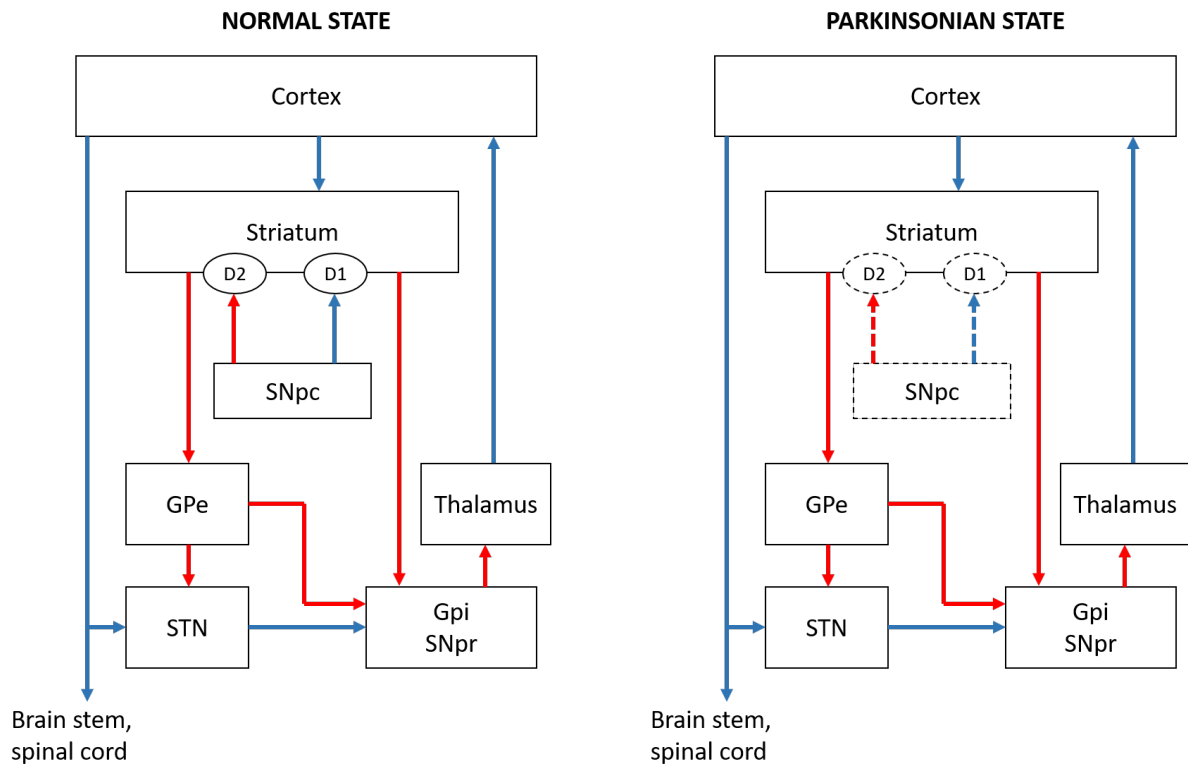 NORMAL STATE
Cortex
Striatum
D2
D1
SNpc
GPe
Thalamus
STN
Gpi
SNpr
Brain stem,
spinal cord
PARKINSONIAN STATE
Cortex
Striatum
D2
D1
SNpc
GPe
Thalamus
STN
Gpi
SNpr
Brain stem,
spinal cord